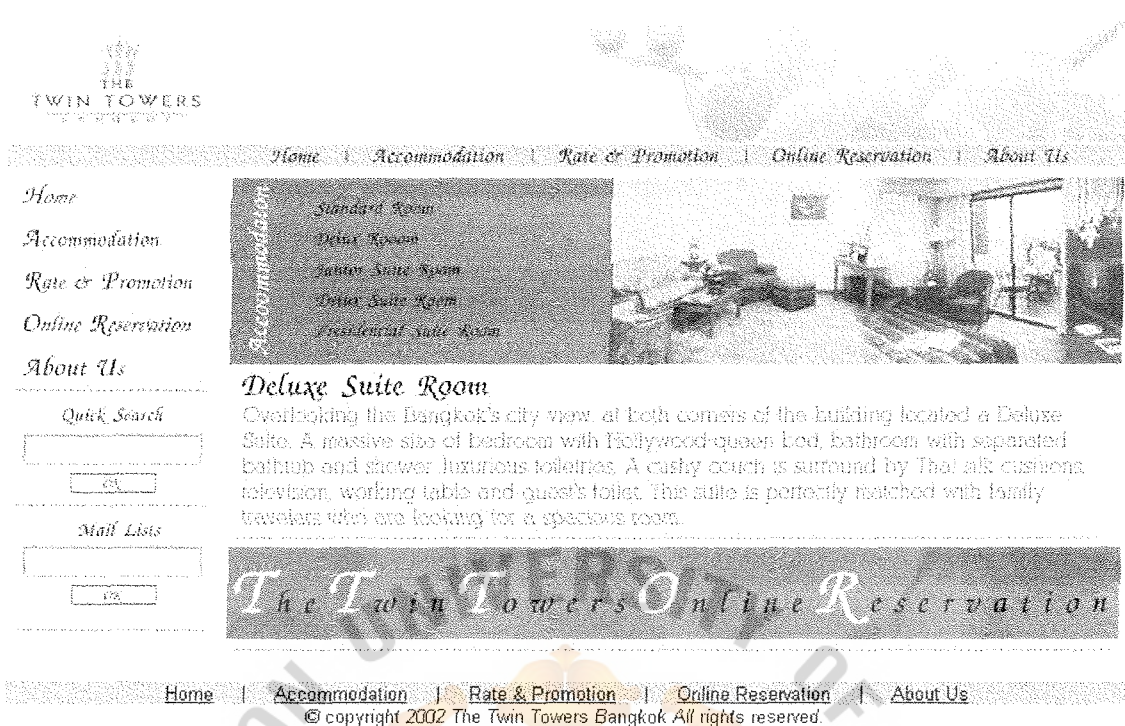 THE
TWIN TOWERS
Home | Accommodation | Rate & Promotion | Online Reservation | About Us
Home
Accommodation
Rate & Promotion
Online Reservation
About Us
Quick Search
OK
Mail Lists
OK
Accommodation
Standard Room
Delux Rooom
Junior Suite Room
Delux Suite Room
Presidential Suite Room
Deluxe Suite Room
Overlooking the Bangkok's city view, at both corners of the building located a Deluxe
Suite. A massive size of bedroom with Hollywood-queen bed, bathroom with separated
bathtub and shower, luxurious toiletries. A cushy couch is surround by Thai silk cushions,
television, working table and guest's toilet. This suite is perfectly matched with family
travelers who are looking for a spacious room.
The Twin Towers Online Reservation
Home | Accommodation | Rate & Promotion | Online Reservation | About Us
© copyright 2002 The Twin Towers Bangkok All rights reserved.
UNIVERSITY OF